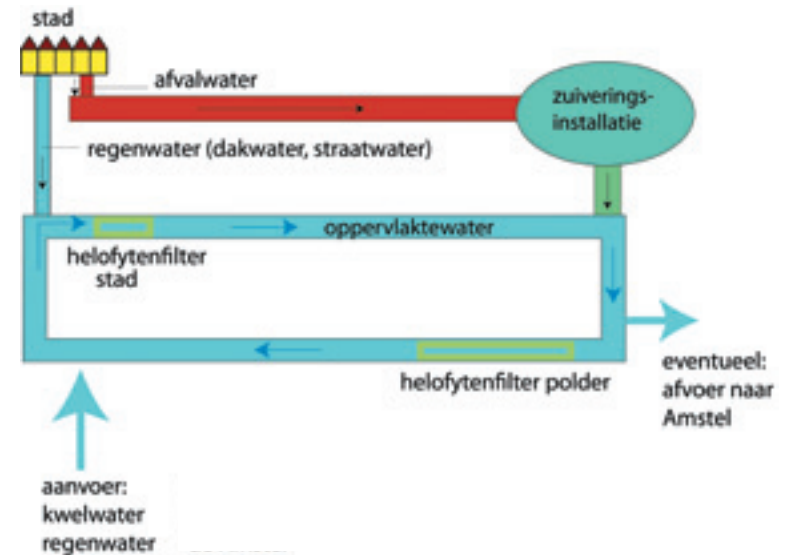 stad
afvalwater
zuiverings-
installatie
regenwater (dakwater, straatwater)
oppervlaktewater
helofytenfilter
stad
helofytenfilter polder
eventueel:
afvoer naar
Amstel
aanvoer:
kwelwater
regenwater